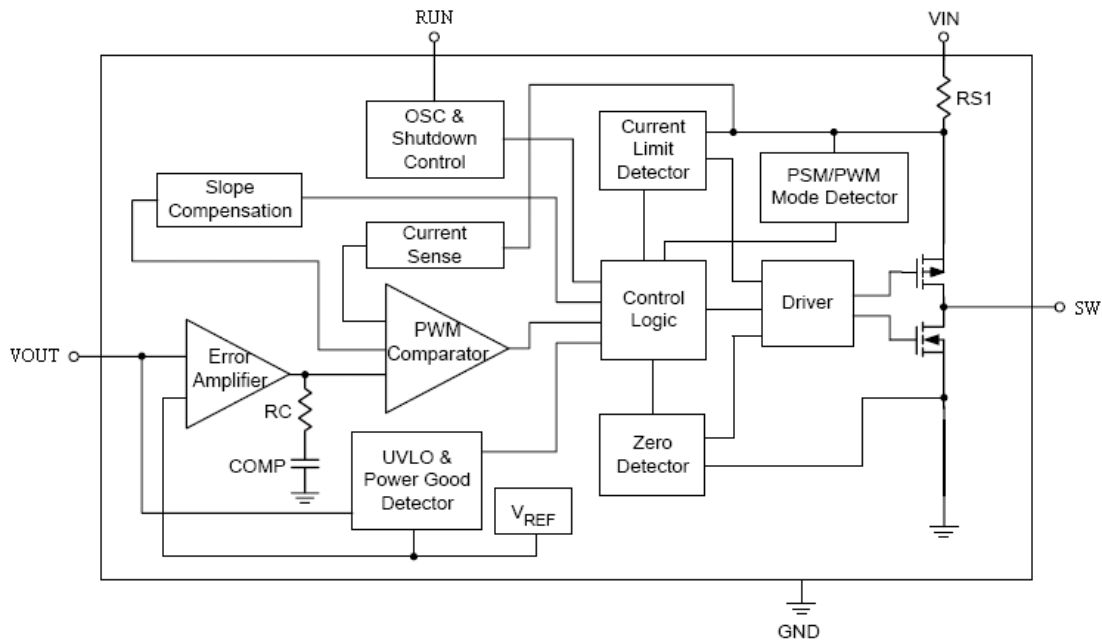 RUN
VIN
RS1
OSC &
Shutdown
Control
Current
Limit
Detector
PSM/PWM
Mode Detector
Slope
Compensation
Current
Sense
Control
Logic
Driver
SW
PWM
Comparator
VOUT
Error
Amplifier
RC
COMP
UVLO &
Power Good
Detector
Zero
Detector
VREF
GND